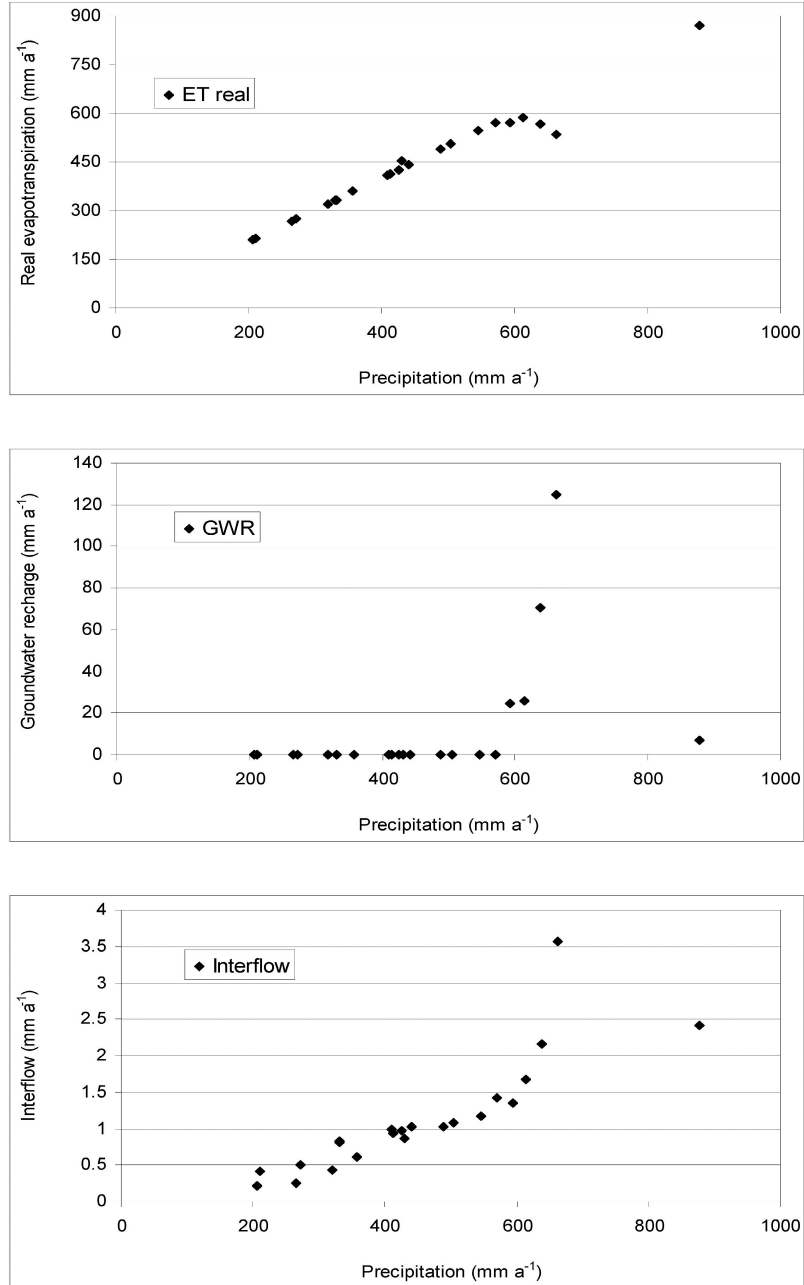 900
750
600
450
300
150
0
Real evapotranspiration (mm a⁻¹)
◆ ET real
0 200 400 600 800 1000
Precipitation (mm a⁻¹)
140
120
100
80
60
40
20
0
Groundwater recharge (mm a⁻¹)
◆ GWR
0 200 400 600 800 1000
Precipitation (mm a⁻¹)
4
3.5
3
2.5
2
1.5
1
0.5
0
Interflow (mm a⁻¹)
◆ Interflow
0 200 400 600 800 1000
Precipitation (mm a⁻¹)